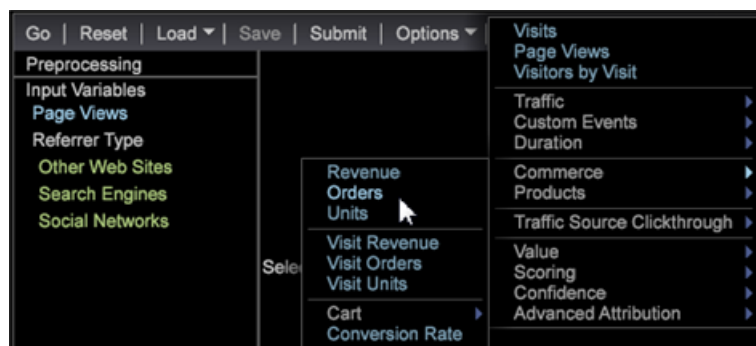 Go | Reset | Load | Save | Submit | Options
Preprocessing
Input Variables
Page Views
Referrer Type
Other Web Sites
Search Engines
Social Networks
Revenue
Orders
Units
Visit Revenue
Visit Orders
Visit Units
Cart
Conversion Rate
Visits
Page Views
Visitors by Visit
Traffic
Custom Events
Duration
Commerce
Products
Traffic Source Clickthrough
Value
Scoring
Confidence
Advanced Attribution